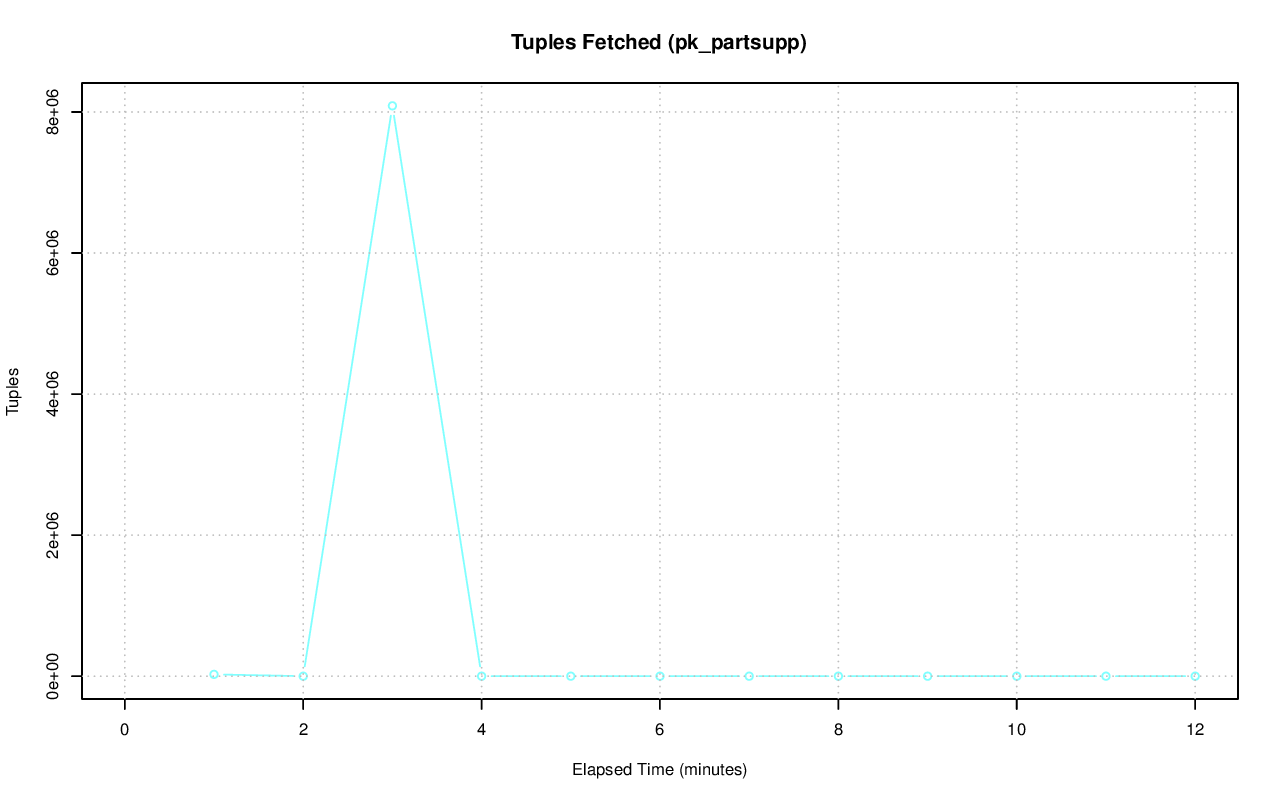 Tuples Fetched (pk_partsupp)
8e+06
6e+06
4e+06
2e+06
0e+00
Tuples
0 2 4 6 8 10 12
Elapsed Time (minutes)